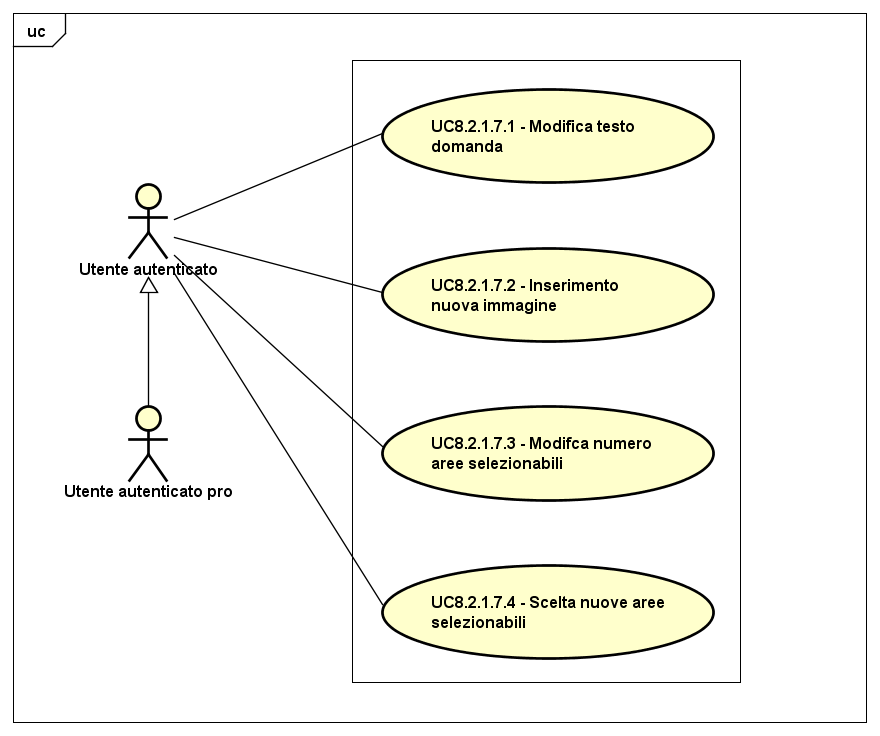 uc
UC8.2.1.7.1 - Modifica testo
domanda
Utente autenticato
UC8.2.1.7.2 - Inserimento
nuova immagine
UC8.2.1.7.3 - Modifca numero
aree selezionabili
Utente autenticato pro
UC8.2.1.7.4 - Scelta nuove aree
selezionabili